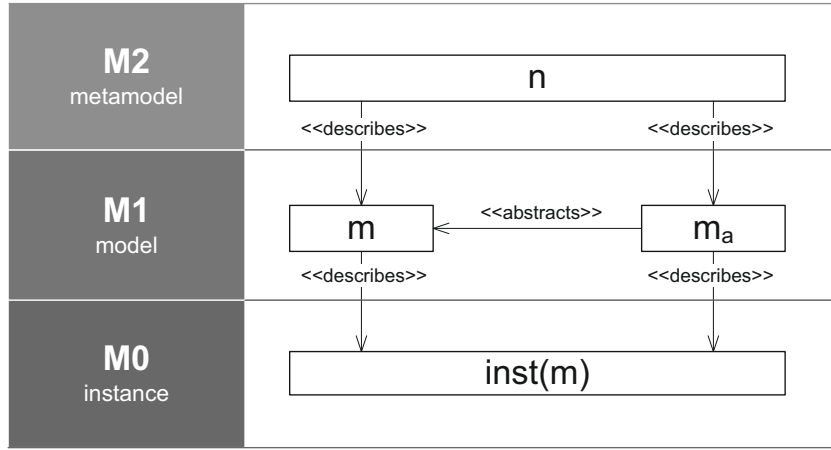 M2
metamodel
n
<<describes>>
<<describes>>
M1
model
m
<<abstracts>>
mₐ
<<describes>>
<<describes>>
M0
instance
inst(m)